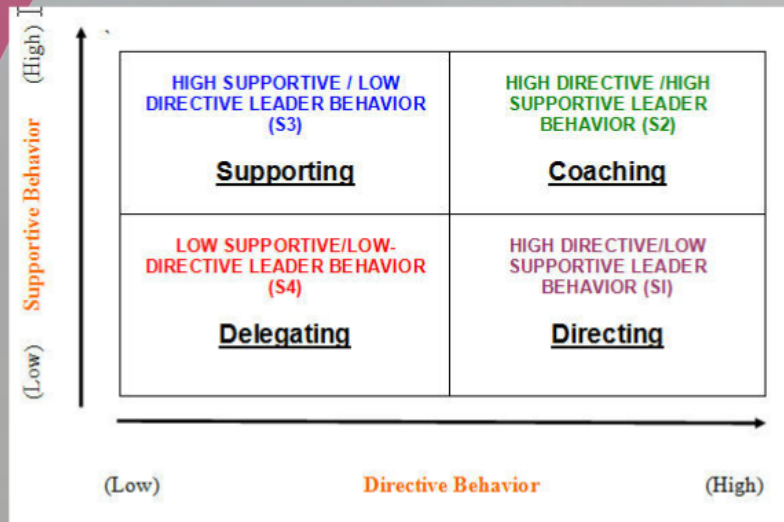 (High)
Supportive Behavior
(Low)
HIGH SUPPORTIVE / LOW
DIRECTIVE LEADER BEHAVIOR
(S3)
Supporting
HIGH DIRECTIVE /HIGH
SUPPORTIVE LEADER
BEHAVIOR (S2)
Coaching
LOW SUPPORTIVE/LOW-
DIRECTIVE LEADER BEHAVIOR
(S4)
Delegating
HIGH DIRECTIVE/LOW
SUPPORTIVE LEADER
BEHAVIOR (SI)
Directing
(Low) Directive Behavior (High)